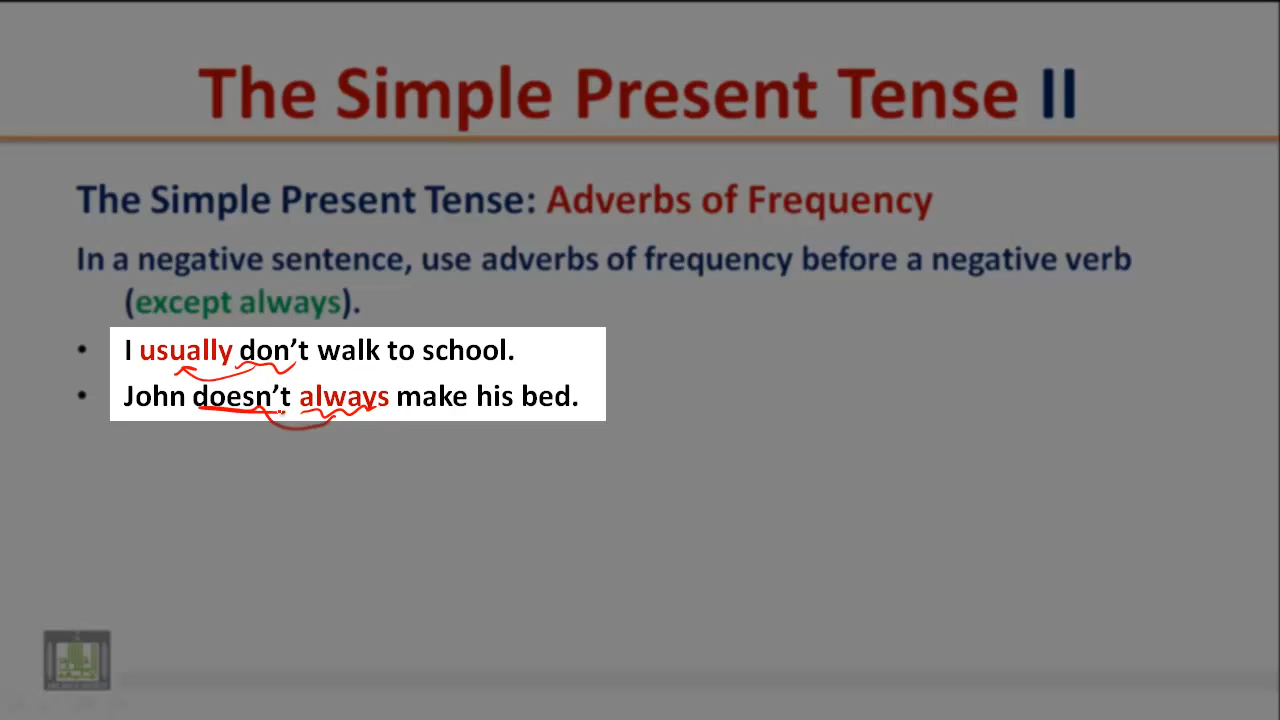 The Simple Present Tense II
The Simple Present Tense: Adverbs of Frequency
In a negative sentence, use adverbs of frequency before a negative verb
(except always).
• I usually don't walk to school.
• John doesn't always make his bed.